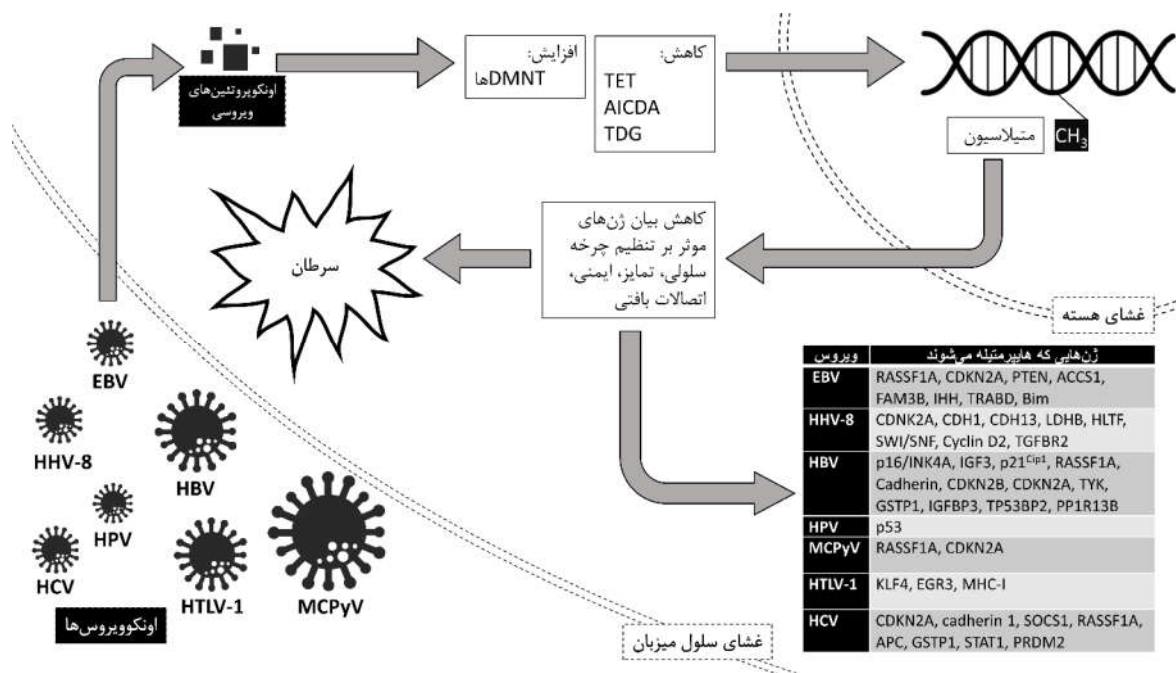 اونکوپروتئین‌های
ویروسی
افزایش:
DMNTها
کاهش:
TET
AICDA
TDG
متیلاسیون
CH₃
کاهش بیان ژن‌های
موثر بر تنظیم چرخه
سلولی، تمایز، ایمنی،
اتصالات بافتی
سرطان
غشای هسته
EBV
HHV-8
HBV
HPV
HCV
HTLV-1
MCPyV
اونکوویروس‌ها
غشای سلول میزبان
ویروس ژن‌هایی که هایپرمتیله می‌شوند
EBV RASSF1A, CDKN2A, PTEN, ACCS1,
FAM3B, IHH, TRABD, Bim
HHV-8 CDNK2A, CDH1, CDH13, LDHB, HLTF,
SWI/SNF, Cyclin D2, TGFBR2
HBV p16/INK4A, IGF3, p21ᶜⁱᵖ¹, RASSF1A,
Cadherin, CDKN2B, CDKN2A, TYK,
GSTP1, IGFBP3, TP53BP2, PP1R13B
HPV p53
MCPyV RASSF1A, CDKN2A
HTLV-1 KLF4, EGR3, MHC-I
HCV CDKN2A, cadherin 1, SOCS1, RASSF1A,
APC, GSTP1, STAT1, PRDM2